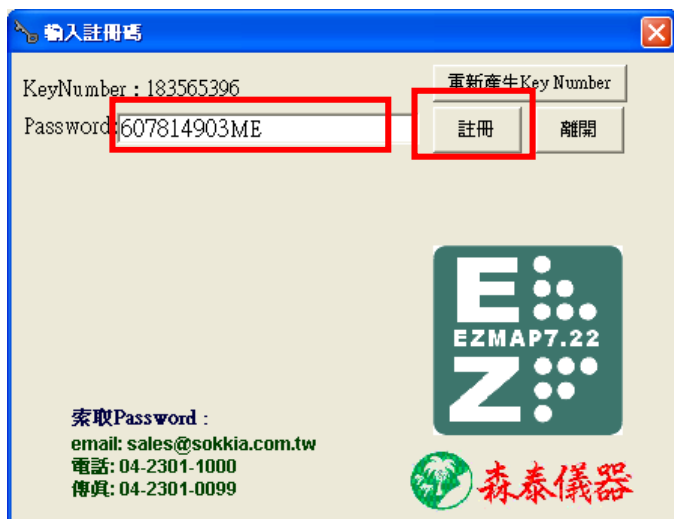 輸入註冊碼
KeyNumber : 183565396
重新產生Key Number
Password:607814903ME
註冊
離開
E
EZMAP7.22
Z
索取Password :
email: sales@sokkia.com.tw
電話: 04-2301-1000
傳真: 04-2301-0099
森泰儀器